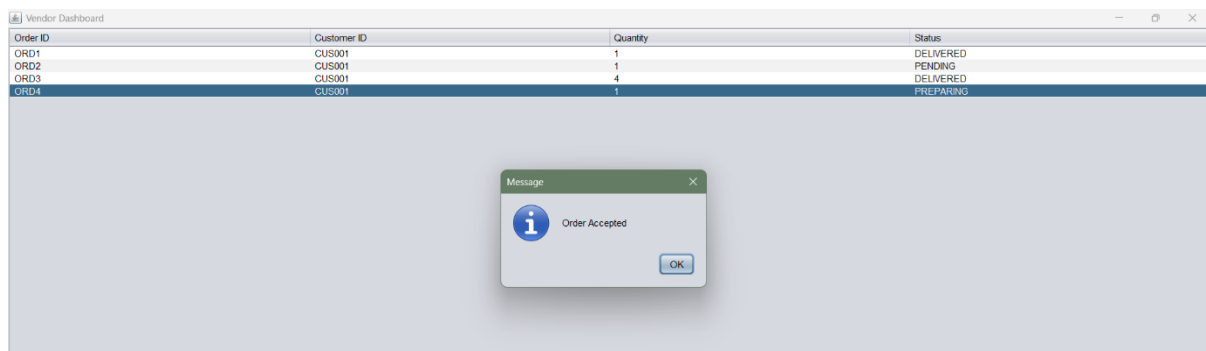 Vendor Dashboard
Order ID Customer ID Quantity Status
ORD1 CUS001 1 DELIVERED
ORD2 CUS001 1 PENDING
ORD3 CUS001 4 DELIVERED
ORD4 CUS001 1 PREPARING
Message
Order Accepted
OK